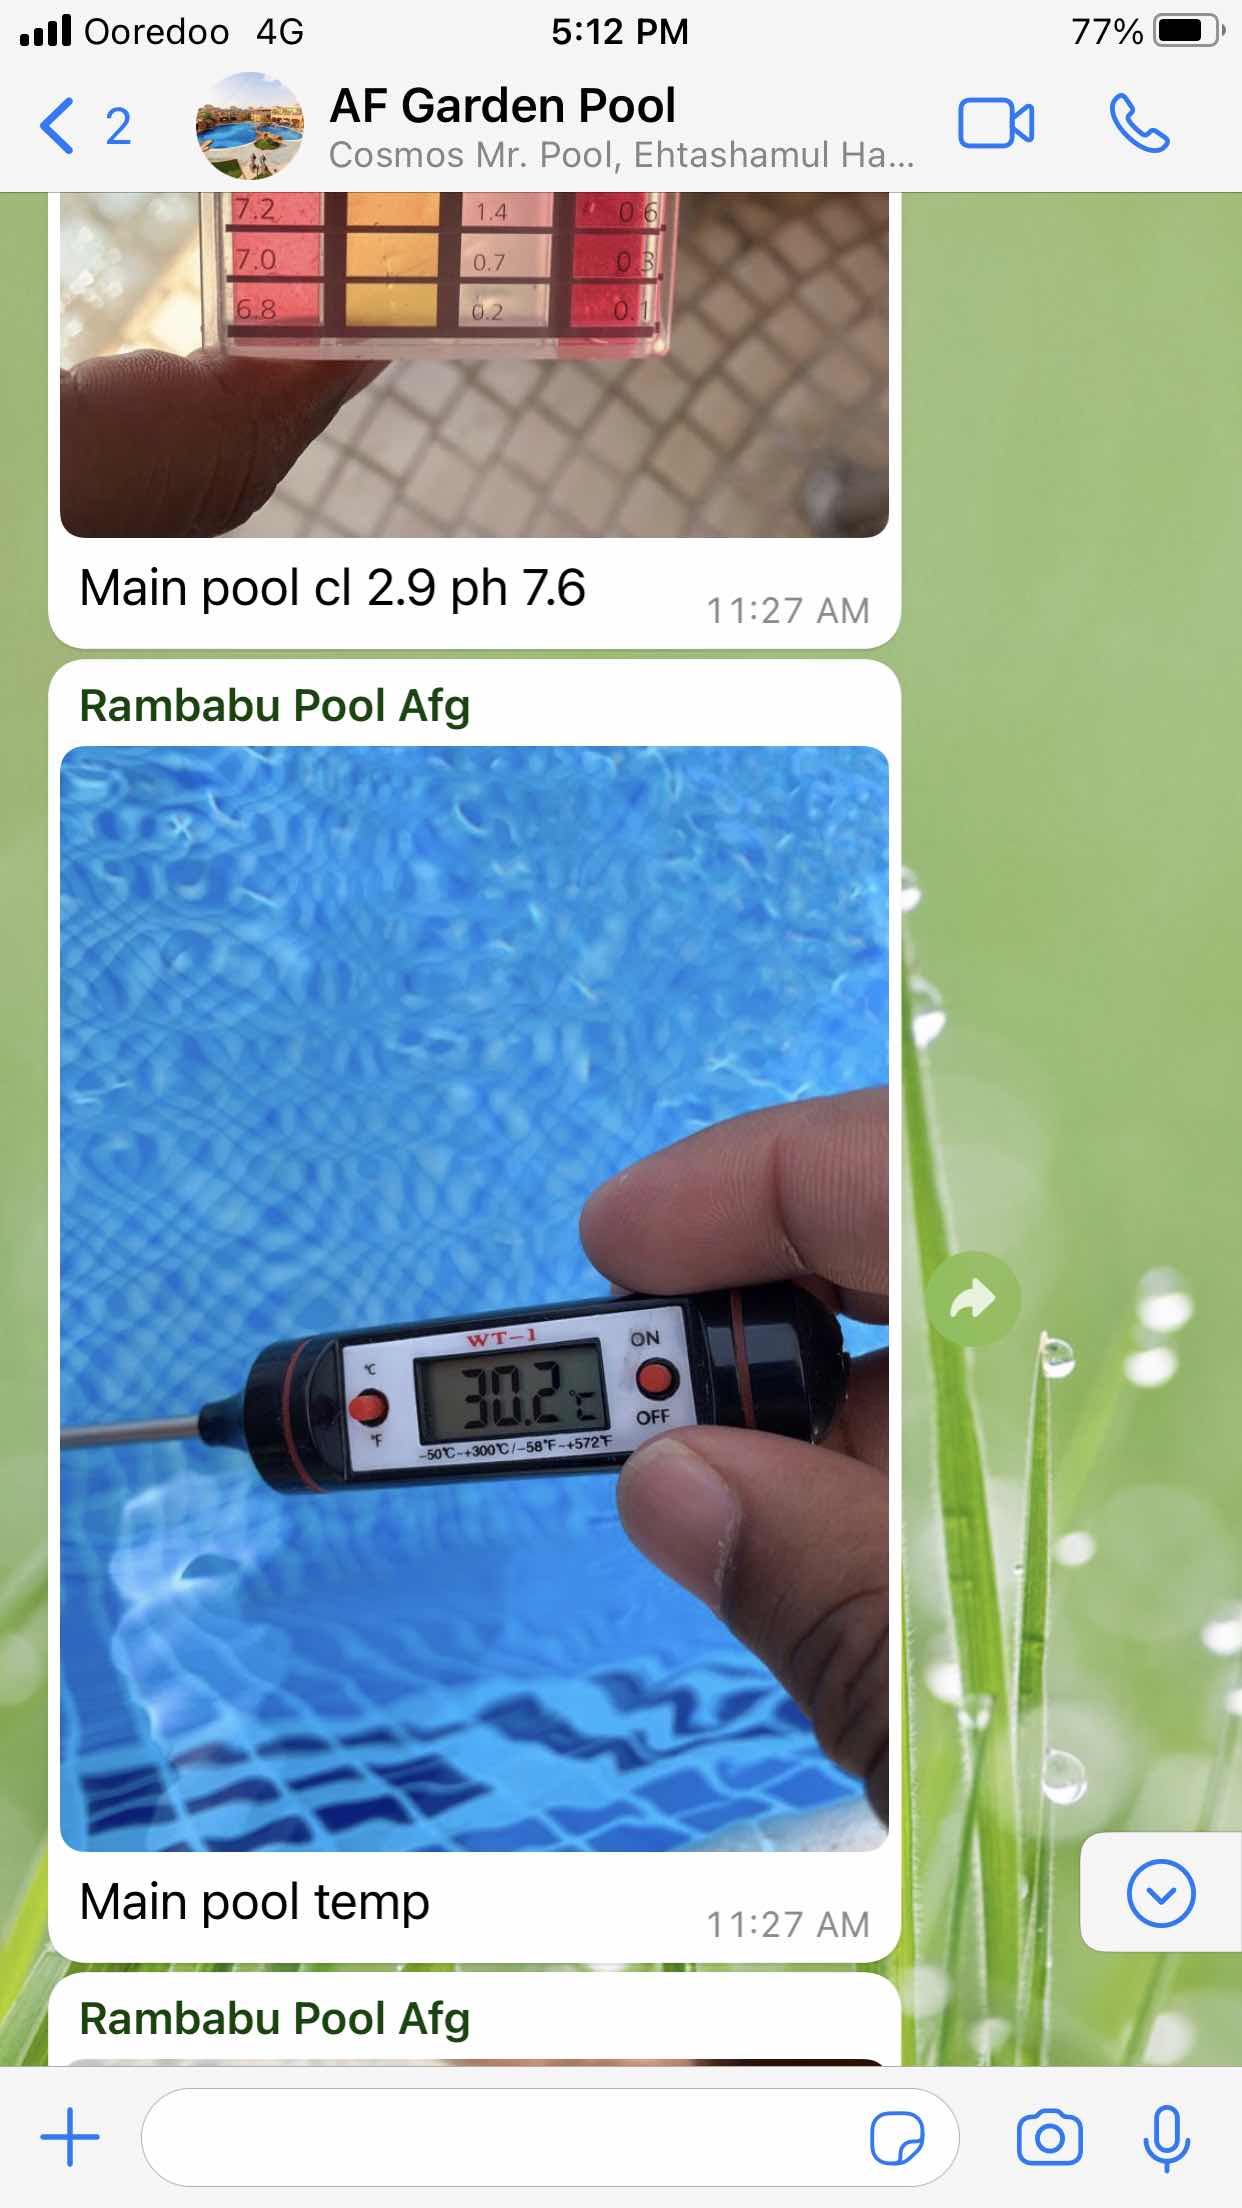 Ooredoo 4G 5:12 PM 77%
2 AF Garden Pool
Cosmos Mr. Pool, Ehtashamul Ha...
7.2 1.4 0.6
7.0 0.7 0.3
6.8 0.2 0.1
Main pool cl 2.9 ph 7.6
11:27 AM
Rambabu Pool Afg
WT-1
°C ON
30.2°C
°F OFF
-50°C~+300°C/-58°F~+572°F
Main pool temp
11:27 AM
Rambabu Pool Afg